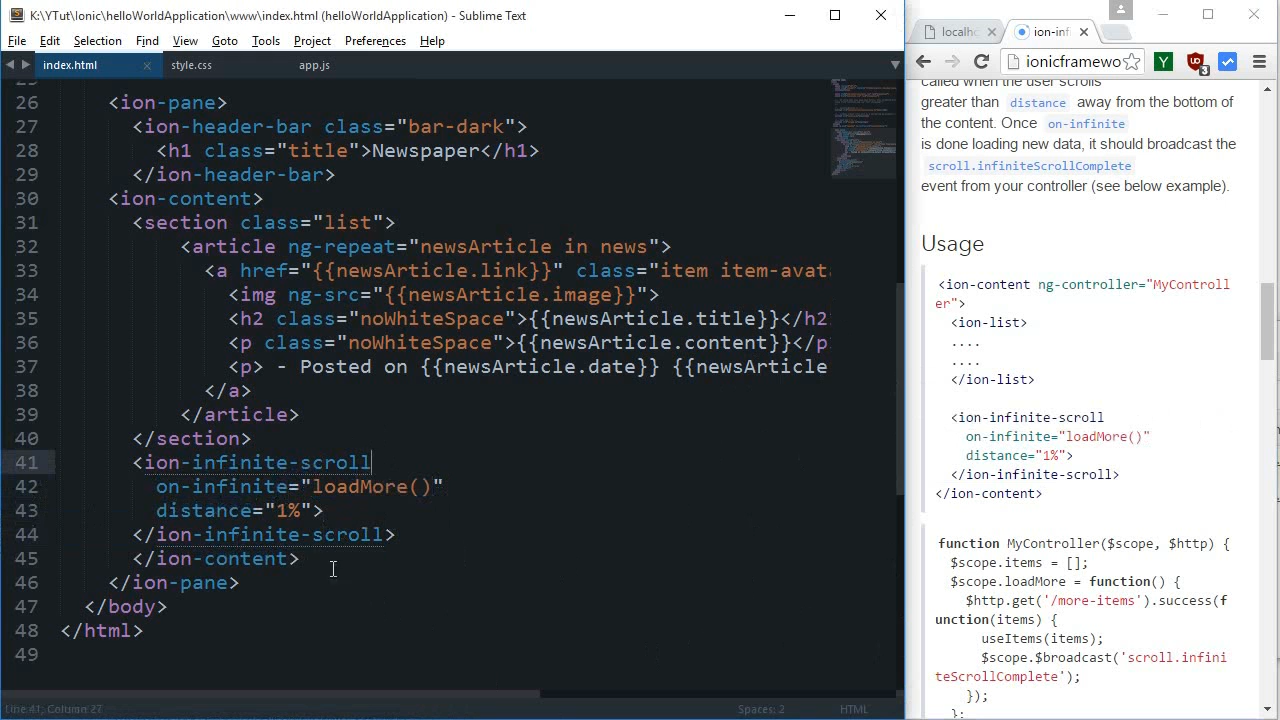 K:\YTut\Ionic\helloWorldApplication\www\index.html (helloWorldApplication) - Sublime Text
File Edit Selection Find View Goto Tools Project Preferences Help
index.html style.css app.js
26 <ion-pane>
27 <ion-header-bar class="bar-dark">
28 <h1 class="title">Newspaper</h1>
29 </ion-header-bar>
30 <ion-content>
31 <section class="list">
32 <article ng-repeat="newsArticle in news">
33 <a href="{{newsArticle.link}}" class="item item-avata
34 <img ng-src="{{newsArticle.image}}">
35 <h2 class="noWhiteSpace">{{newsArticle.title}}</h2
36 <p class="noWhiteSpace">{{newsArticle.content}}</p
37 <p> - Posted on {{newsArticle.date}} {{newsArticle
38 </a>
39 </article>
40 </section>
41 <ion-infinite-scroll
42 on-infinite="loadMore()"
43 distance="1%">
44 </ion-infinite-scroll>
45 </ion-content>
46 </ion-pane>
47 </body>
48 </html>
49
Line 41, Column 27 Spaces: 2 HTML
localhc ion-inf
ionicframewo
called when the user scrolls
greater than distance away from the bottom of
the content. Once on-infinite
is done loading new data, it should broadcast the
scroll.infiniteScrollComplete
event from your controller (see below example).
Usage
<ion-content ng-controller="MyControll
er">
<ion-list>
....
....
</ion-list>
<ion-infinite-scroll
on-infinite="loadMore()"
distance="1%">
</ion-infinite-scroll>
</ion-content>
function MyController($scope, $http) {
$scope.items = [];
$scope.loadMore = function() {
$http.get('/more-items').success(f
unction(items) {
useItems(items);
$scope.$broadcast('scroll.infini
teScrollComplete');
});
};